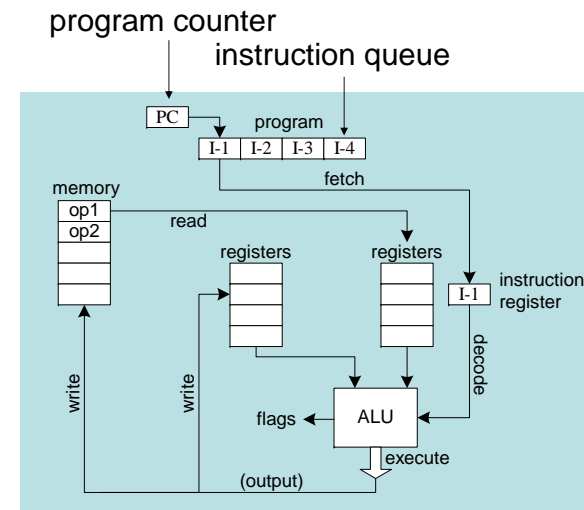 program counter
instruction queue
PC
program
I-1 I-2 I-3 I-4
fetch
memory
op1
op2
read
registers
registers
I-1
instruction
register
decode
write
write
flags
ALU
execute
(output)